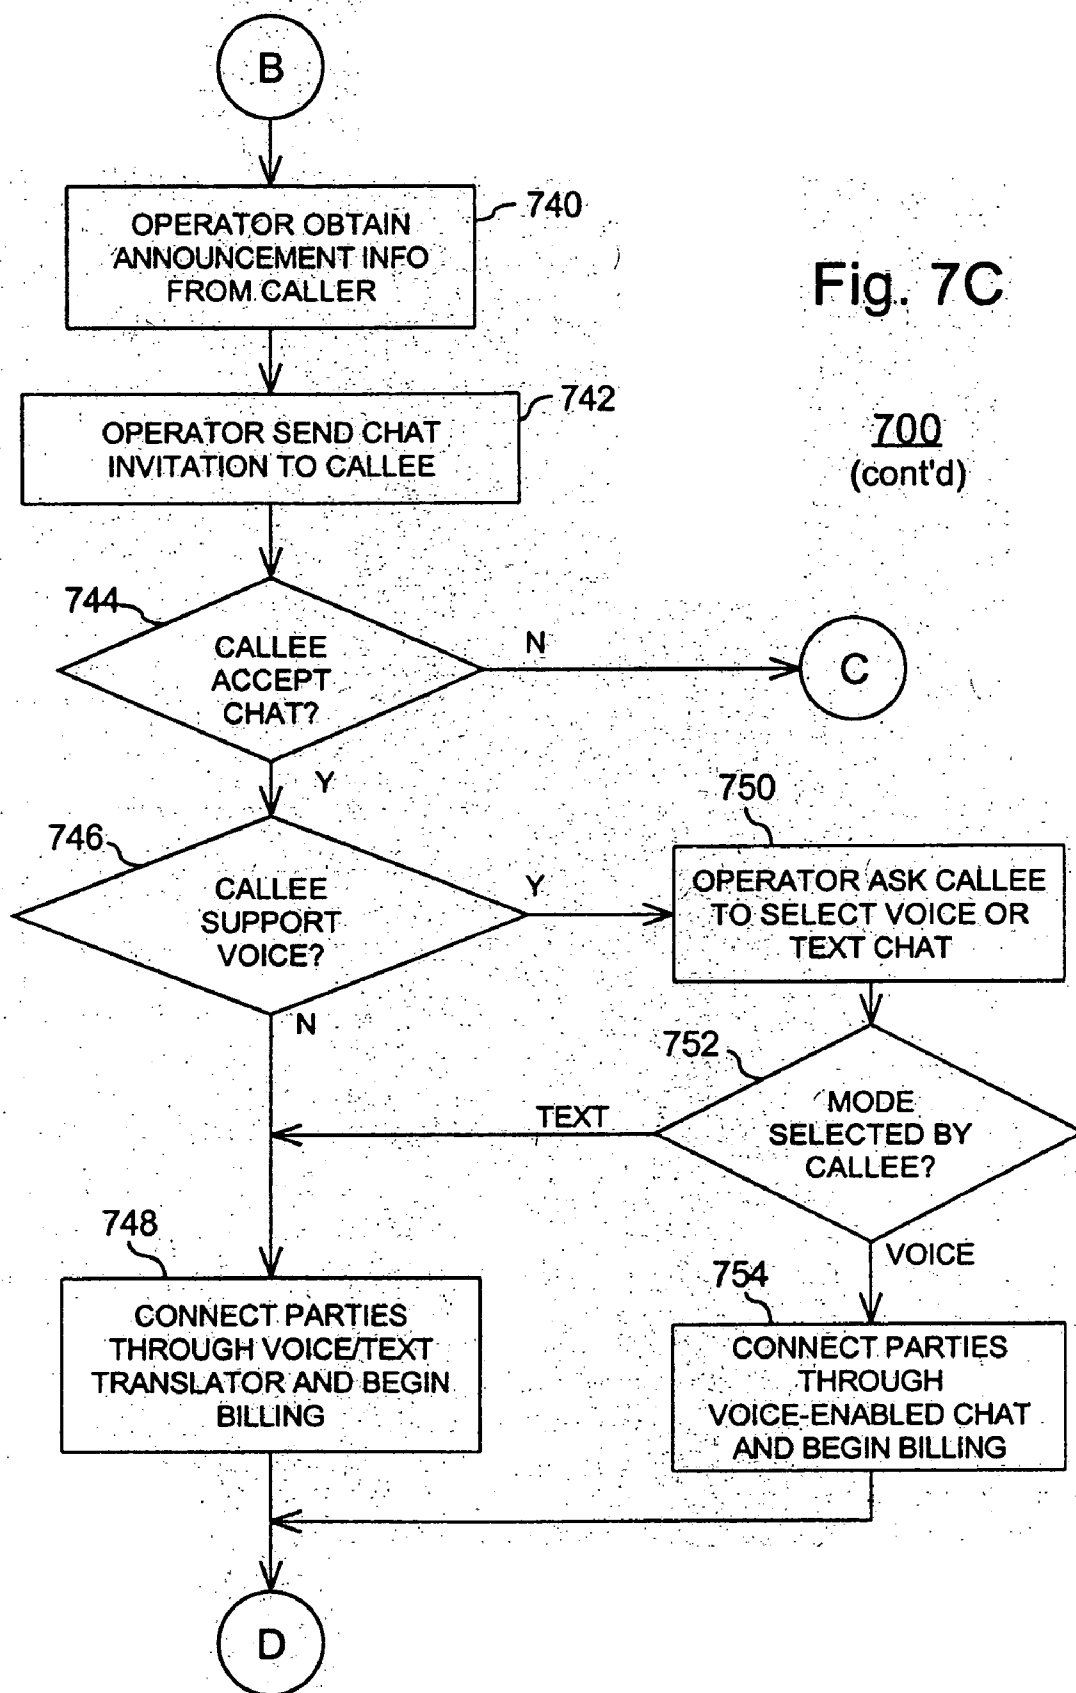 B
740
OPERATOR OBTAIN
ANNOUNCEMENT INFO
FROM CALLER
Fig. 7C
700
(cont'd)
742
OPERATOR SEND CHAT
INVITATION TO CALLEE
744
CALLEE
ACCEPT
CHAT?
N
C
Y
746
CALLEE
SUPPORT
VOICE?
Y
N
750
OPERATOR ASK CALLEE
TO SELECT VOICE OR
TEXT CHAT
752
MODE
SELECTED BY
CALLEE?
TEXT
VOICE
748
CONNECT PARTIES
THROUGH VOICE/TEXT
TRANSLATOR AND BEGIN
BILLING
754
CONNECT PARTIES
THROUGH
VOICE-ENABLED CHAT
AND BEGIN BILLING
D